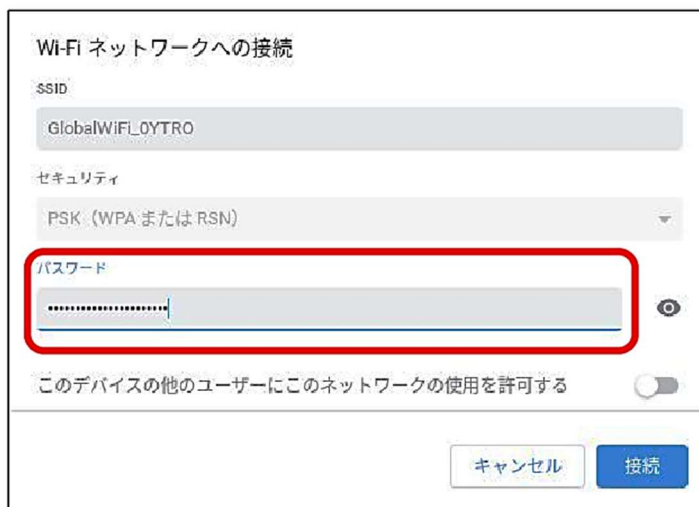 Wi-Fi ネットワークへの接続
SSID
GlobalWiFi_0YTRO
セキュリティ
PSK（WPA または RSN）
パスワード
••••••••••••••••••••••
このデバイスの他のユーザーにこのネットワークの使用を許可する
キャンセル
接続